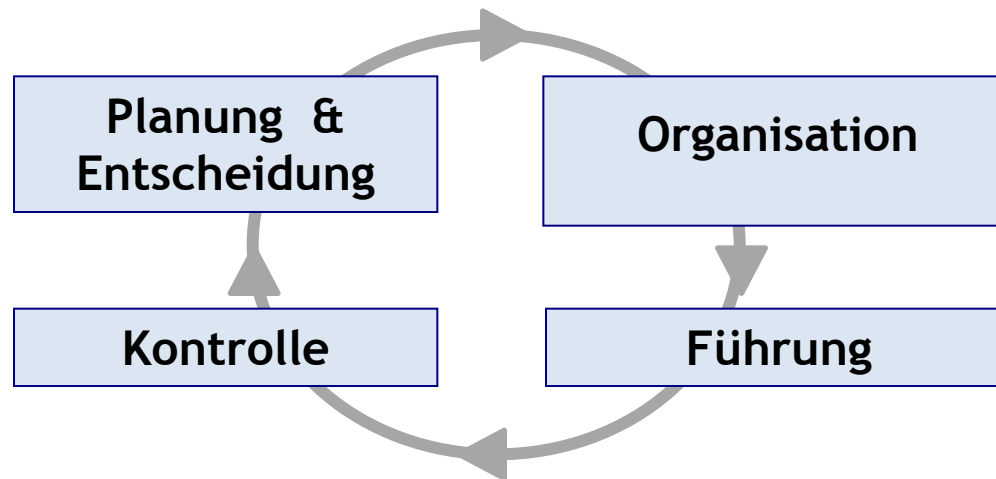 Planung & Entscheidung
Organisation
Kontrolle
Führung